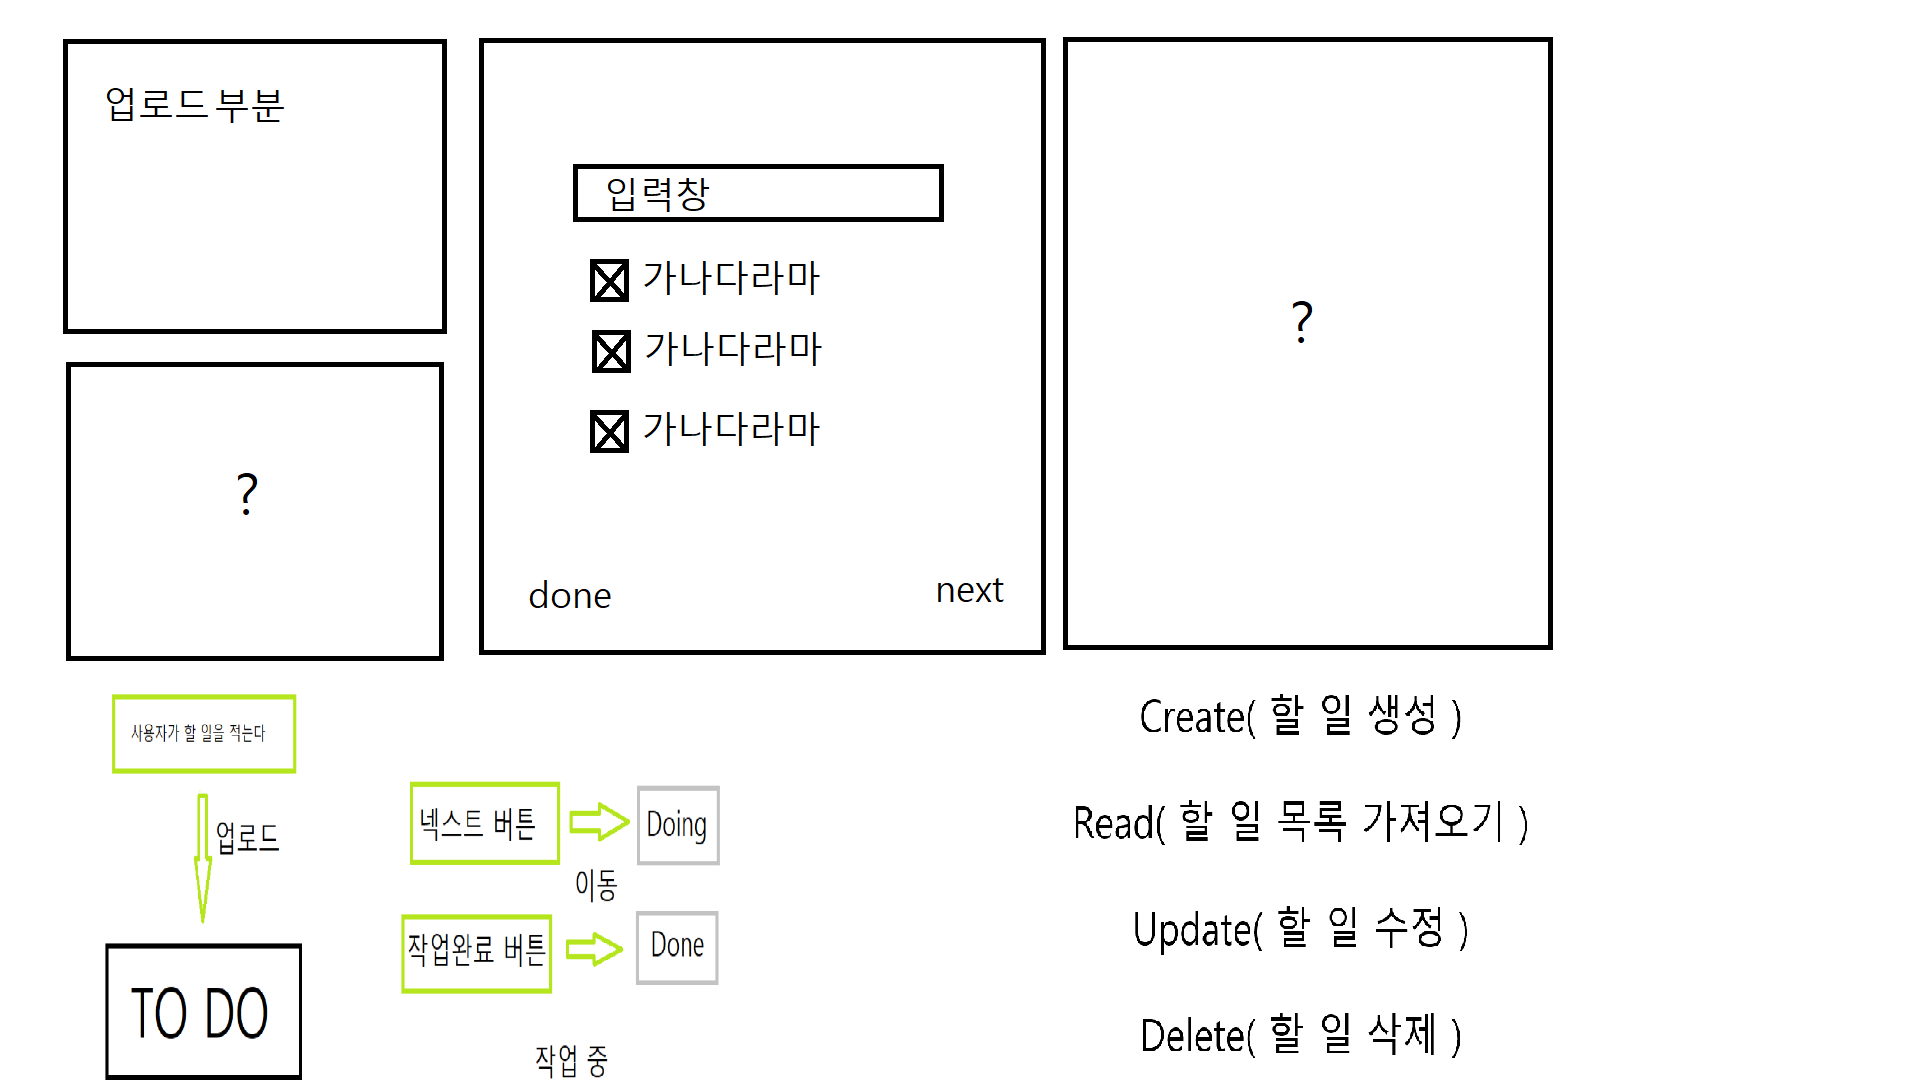 업로드 부분
?
입력창
가나다라마
가나다라마
가나다라마
done
next
?
사용자가 할 일을 적는다
업로드
TO DO
넥스트 버튼
Doing
이동
작업완료 버튼
Done
작업 중
Create( 할 일 생성 )
Read( 할 일 목록 가져오기 )
Update( 할 일 수정 )
Delete( 할 일 삭제 )